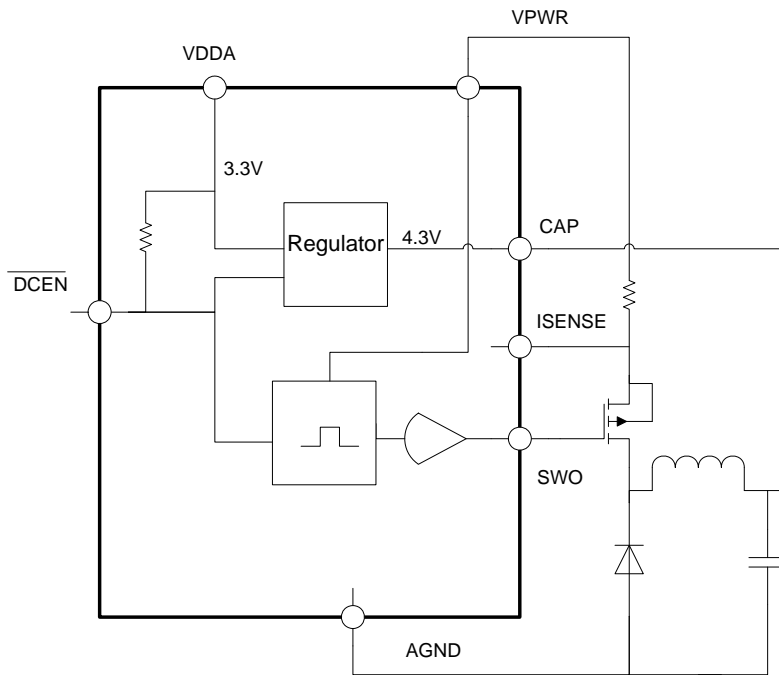 VPWR
VDDA
3.3V
Regulator
4.3V
CAP
DCEN
ISENSE
SWO
AGND